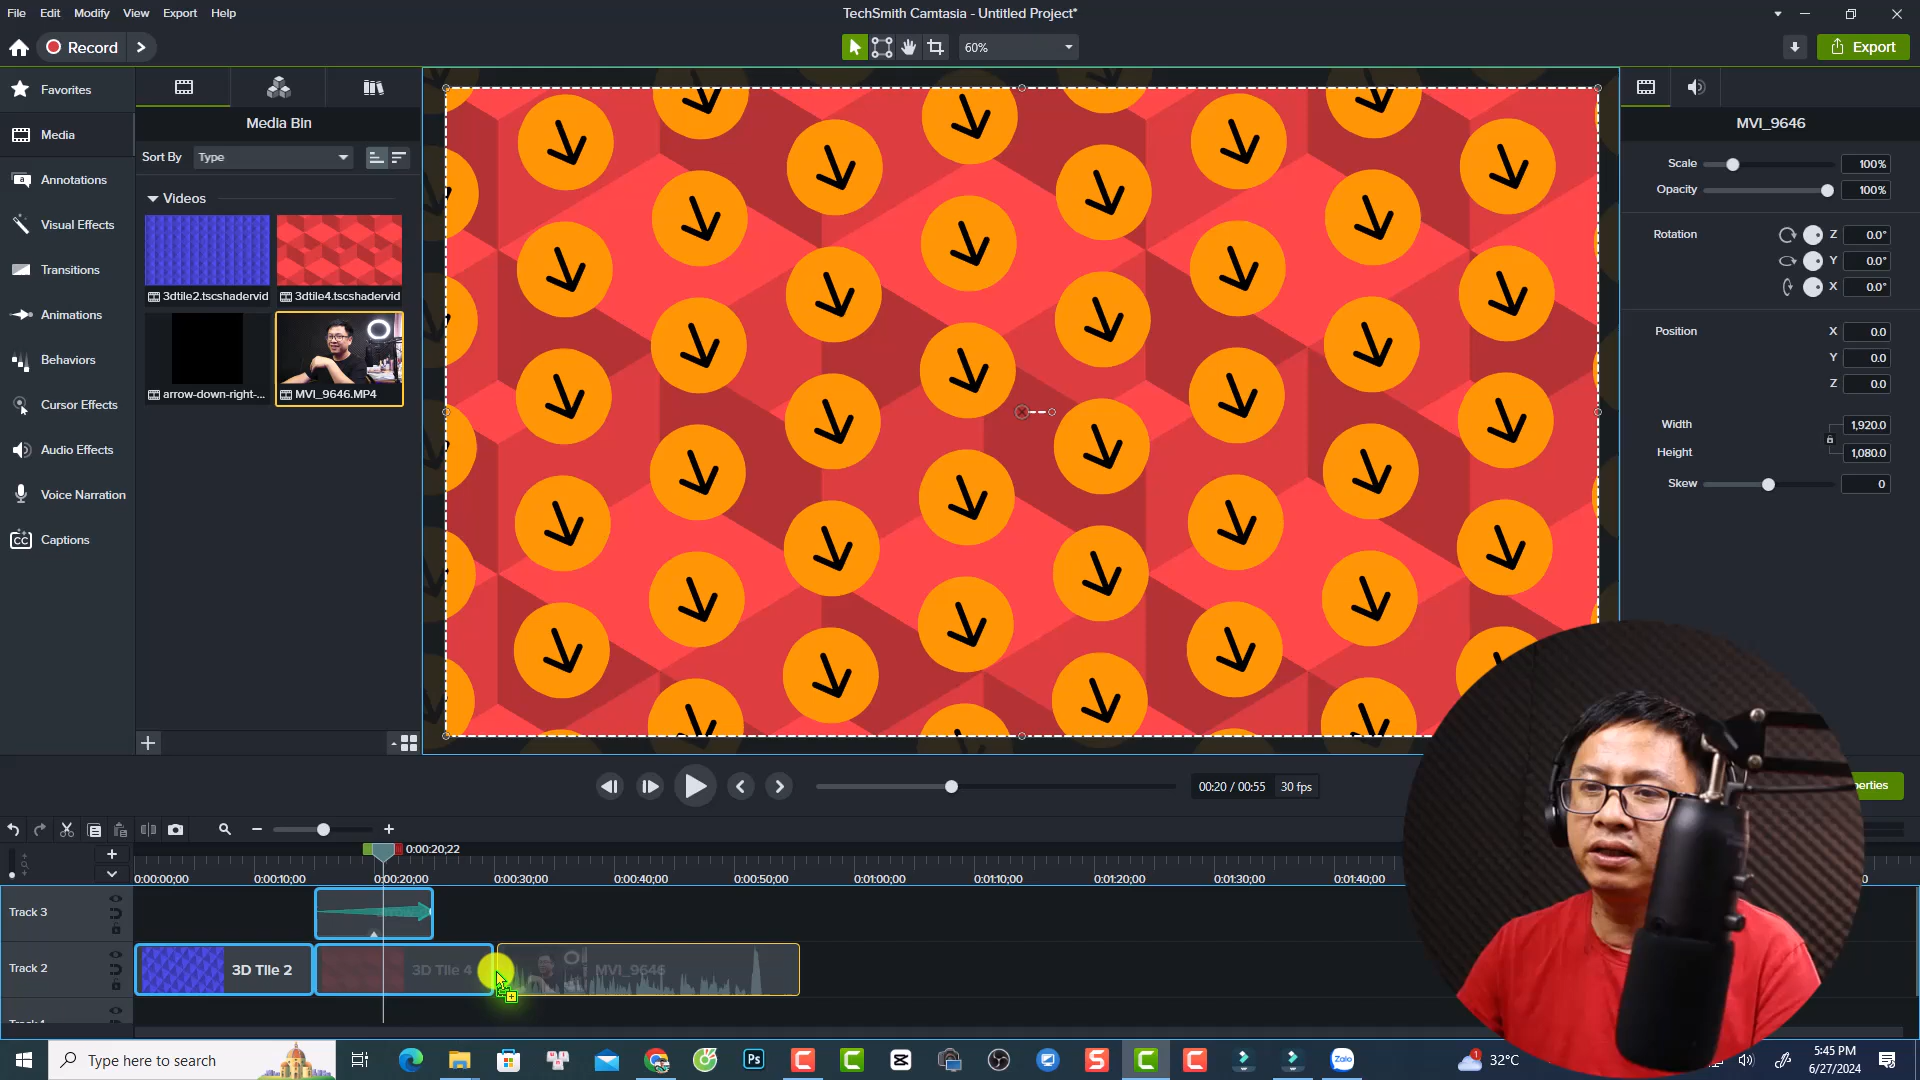 File Edit Modify View Export Help
TechSmith Camtasia - Untitled Project*
Record
60%
Export
Favorites
Media
Annotations
Visual Effects
Transitions
Animations
Behaviors
Cursor Effects
Audio Effects
Voice Narration
CC Captions
Media Bin
Sort By Type
Videos
3dtile2.tscshadervid
3dtile4.tscshadervid
arrow-down-right-...
MVI_9646.MP4
MVI_9646
Scale 100%
Opacity 100%
Rotation Z 0.0°
Y 0.0°
X 0.0°
Position X 0.0
Y 0.0
Z 0.0
Width 1,920.0
Height 1,080.0
Skew 0
00:20 / 00:55 30 fps
0:00:20;22
0:00:00;00 0:00:10;00 0:00:20;00 0:00:30;00 0:00:40;00 0:00:50;00 0:01:00;00 0:01:10;00 0:01:20;00 0:01:30;00 0:01:40;00
Track 3
Track 2
3D Tile 2
3D Tile 4
MVI_9646
Type here to search
Ps
Zalo
32°C
5:45 PM
6/27/2024